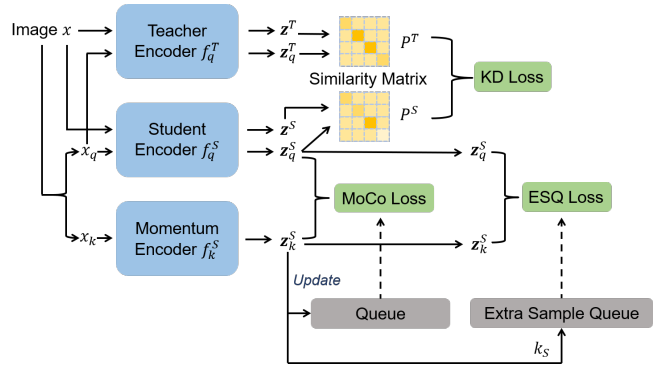 Image x
Teacher
Encoder f_q^T
z^T
z_q^T
P^T
Similarity Matrix
KD Loss
Student
Encoder f_q^S
z^S
z_q^S
P^S
x_q
z_q^S
MoCo Loss
ESQ Loss
Momentum
Encoder f_k^S
x_k
z_k^S
z_k^S
Update
Queue
Extra Sample Queue
k_S